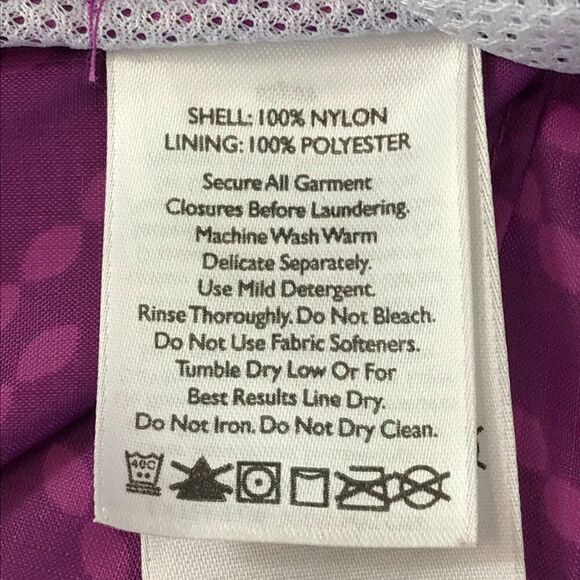 SHELL: 100% NYLON
LINING: 100% POLYESTER
Secure All Garment
Closures Before Laundering.
Machine Wash Warm
Delicate Separately.
Use Mild Detergent.
Rinse Thoroughly. Do Not Bleach.
Do Not Use Fabric Softeners.
Tumble Dry Low Or For
Best Results Line Dry.
Do Not Iron. Do Not Dry Clean.
40C